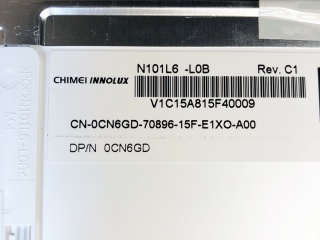 N101L6 -L0B Rev. C1
CHIMEI INNOLUX
V1C15A815F40009
CN-0CN6GD-70896-15F-E1XO-A00
DP/N 0CN6GD